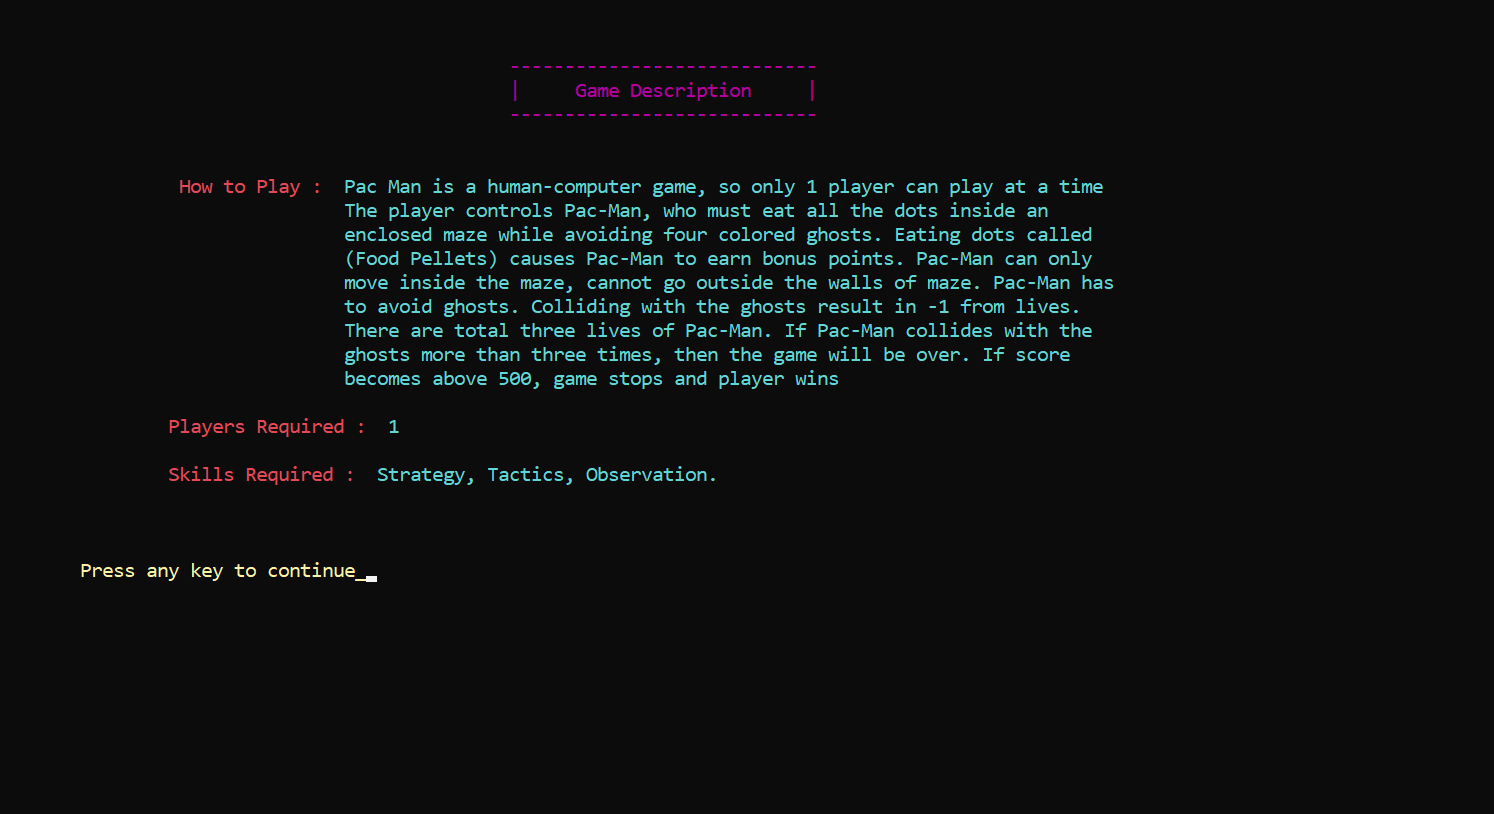 ----------------------------
| Game Description |
----------------------------
How to Play : Pac Man is a human-computer game, so only 1 player can play at a time
The player controls Pac-Man, who must eat all the dots inside an
enclosed maze while avoiding four colored ghosts. Eating dots called
(Food Pellets) causes Pac-Man to earn bonus points. Pac-Man can only
move inside the maze, cannot go outside the walls of maze. Pac-Man has
to avoid ghosts. Colliding with the ghosts result in -1 from lives.
There are total three lives of Pac-Man. If Pac-Man collides with the
ghosts more than three times, then the game will be over. If score
becomes above 500, game stops and player wins
Players Required : 1
Skills Required : Strategy, Tactics, Observation.
Press any key to continue_